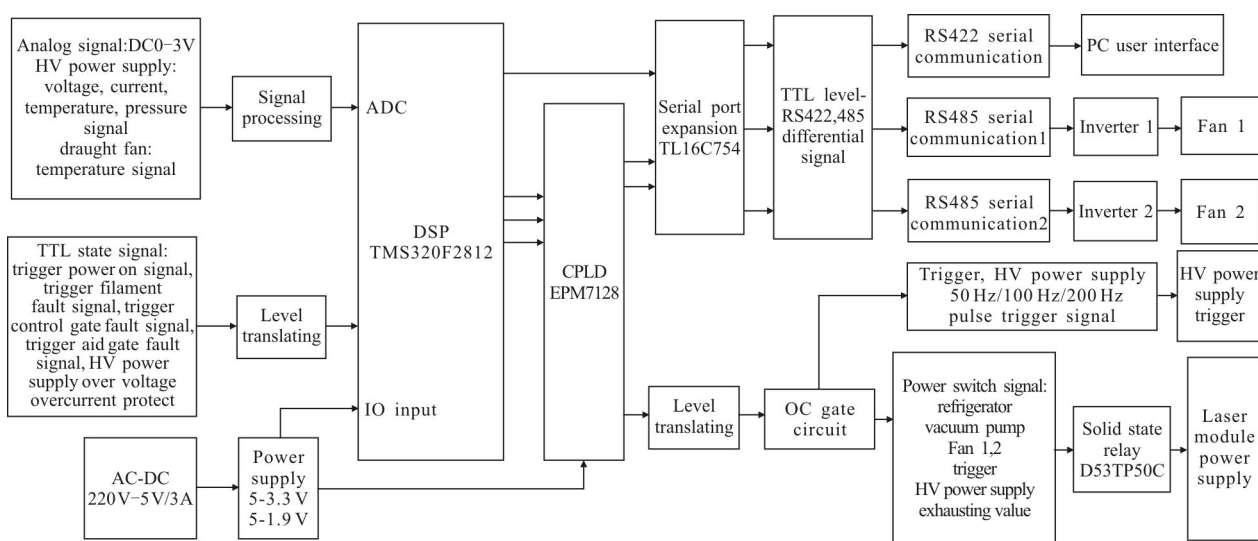 Analog signal:DC0-3V
HV power supply:
voltage, current,
temperature, pressure
signal
draught fan:
temperature signal
Signal
processing
ADC
DSP
TMS320F2812
IO input
TTL state signal:
trigger power on signal,
trigger filament
fault signal, trigger
control gate fault signal,
trigger aid gate fault
signal, HV power
supply over voltage
overcurrent protect
Level
translating
AC-DC
220V-5V/3A
Power
supply
5-3.3 V
5-1.9 V
CPLD
EPM7128
Serial port
expansion
TL16C754
TTL level-
RS422,485
differential
signal
RS422 serial
communication
PC user interface
RS485 serial
communication1
Inverter 1
Fan 1
RS485 serial
communication2
Inverter 2
Fan 2
Level
translating
OC gate
circuit
Trigger, HV power supply
50 Hz/100 Hz/200 Hz
pulse trigger signal
HV power
supply
trigger
Power switch signal:
refrigerator
vacuum pump
Fan 1,2
trigger
HV power supply
exhausting value
Solid state
relay
D53TP50C
Laser
module
power
supply